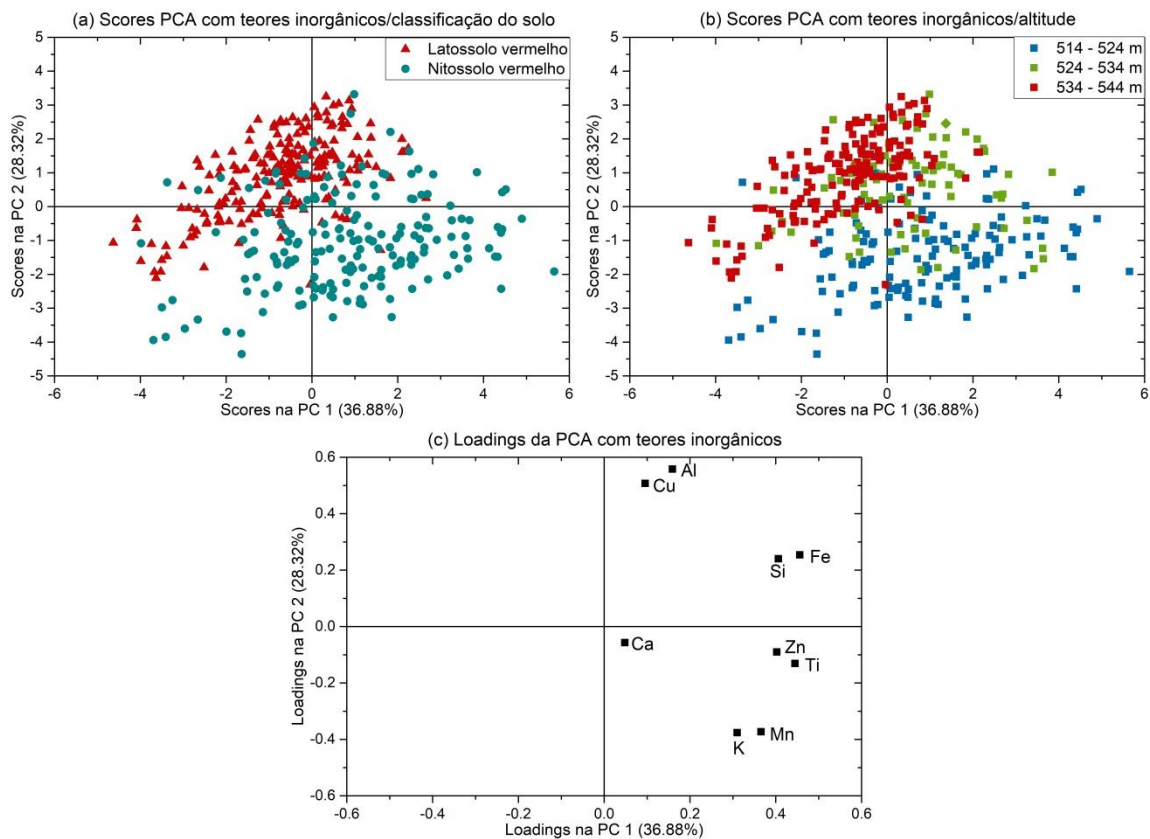 (a) Scores PCA com teores inorgânicos/classificação do solo
Latossolo vermelho
Nitossolo vermelho
5
4
3
2
1
0
-1
-2
-3
-4
-5
-6
-4
-2
0
2
4
6
Scores na PC 2 (28.32%)
Scores na PC 1 (36.88%)
(b) Scores PCA com teores inorgânicos/altitude
514 - 524 m
524 - 534 m
534 - 544 m
5
4
3
2
1
0
-1
-2
-3
-4
-5
-6
-4
-2
0
2
4
6
Scores na PC 2 (28.32%)
Scores na PC 1 (36.88%)
(c) Loadings da PCA com teores inorgânicos
0.6
0.4
0.2
0.0
-0.2
-0.4
-0.6
Al
Cu
Fe
Si
Ca
Zn
Ti
K
Mn
-0.6
-0.4
-0.2
0.0
0.2
0.4
0.6
Loadings na PC 2 (28.32%)
Loadings na PC 1 (36.88%)